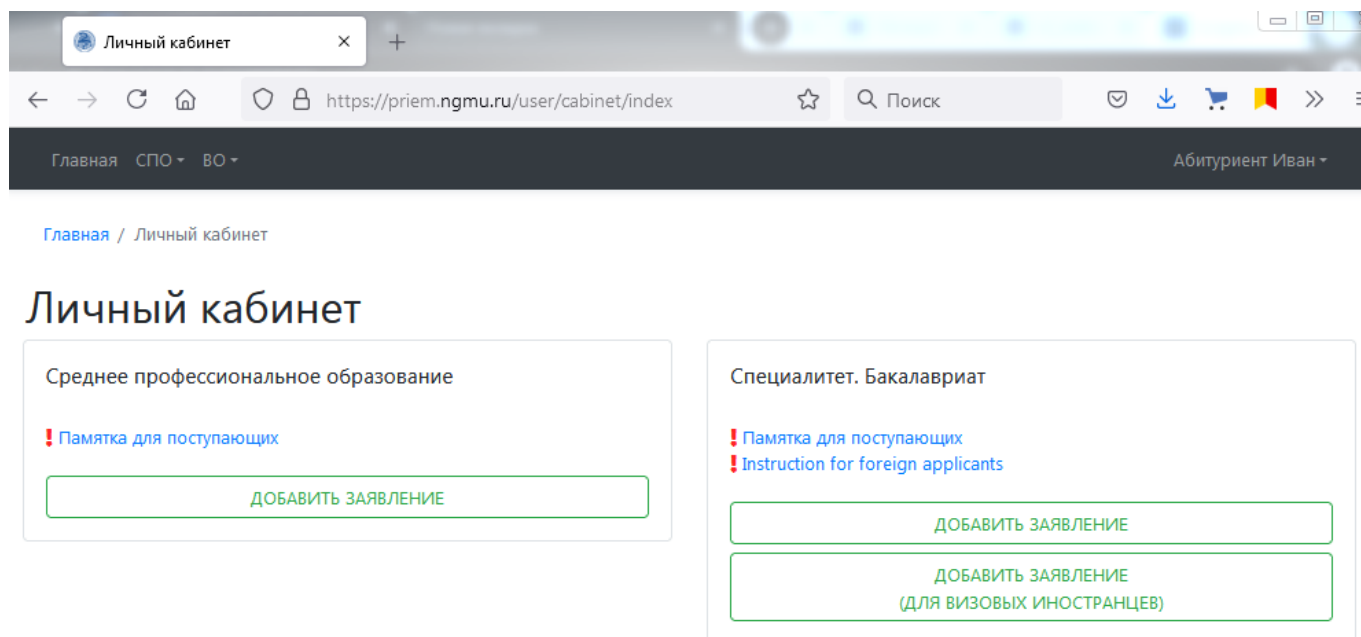 Личный кабинет
https://priem.ngmu.ru/user/cabinet/index
Поиск
Главная СПО ВО
Абитуриент Иван
Главная / Личный кабинет
Личный кабинет
Среднее профессиональное образование
Памятка для поступающих
ДОБАВИТЬ ЗАЯВЛЕНИЕ
Специалитет. Бакалавриат
Памятка для поступающих
Instruction for foreign applicants
ДОБАВИТЬ ЗАЯВЛЕНИЕ
ДОБАВИТЬ ЗАЯВЛЕНИЕ
(ДЛЯ ВИЗОВЫХ ИНОСТРАНЦЕВ)